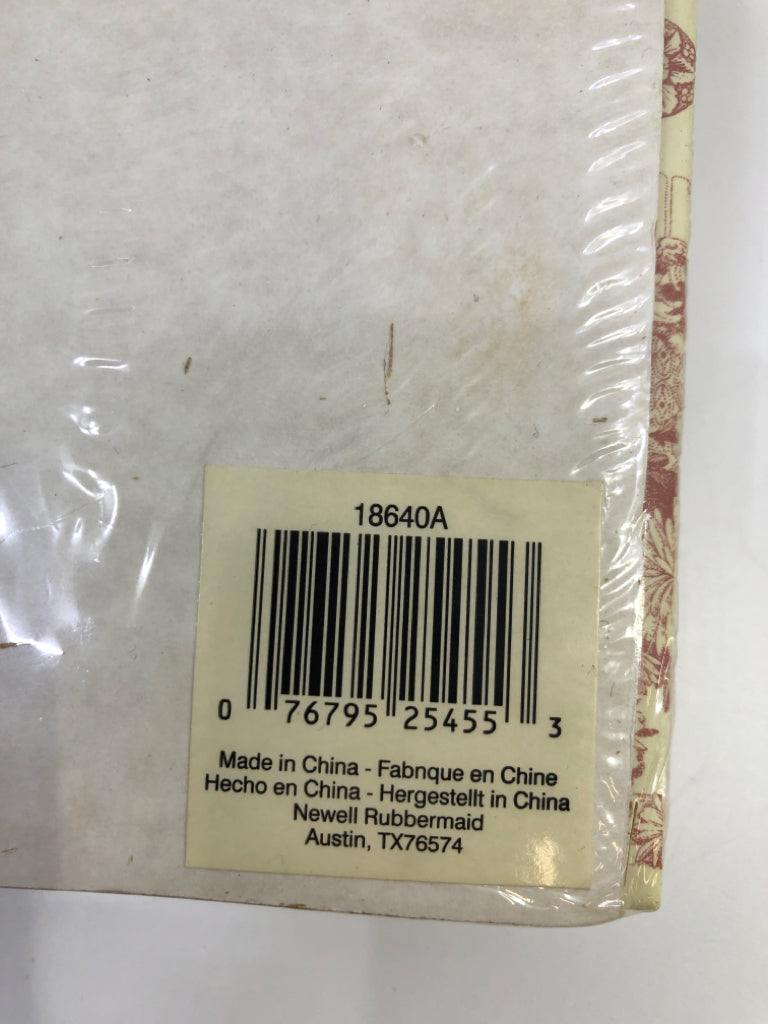 18640A
0 76795 25455 3
Made in China - Fabnque en Chine
Hecho en China - Hergestellt in China
Newell Rubbermaid
Austin, TX76574